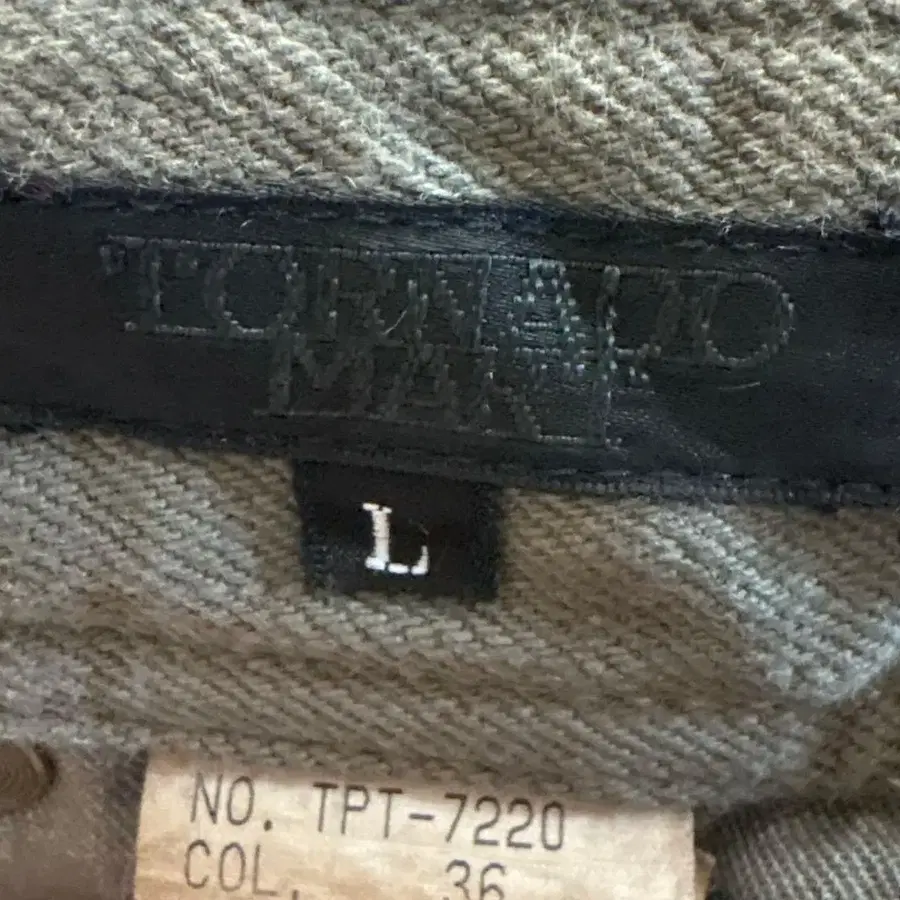 TORNADO
MART
L
NO. TPT-7220
COL. 36